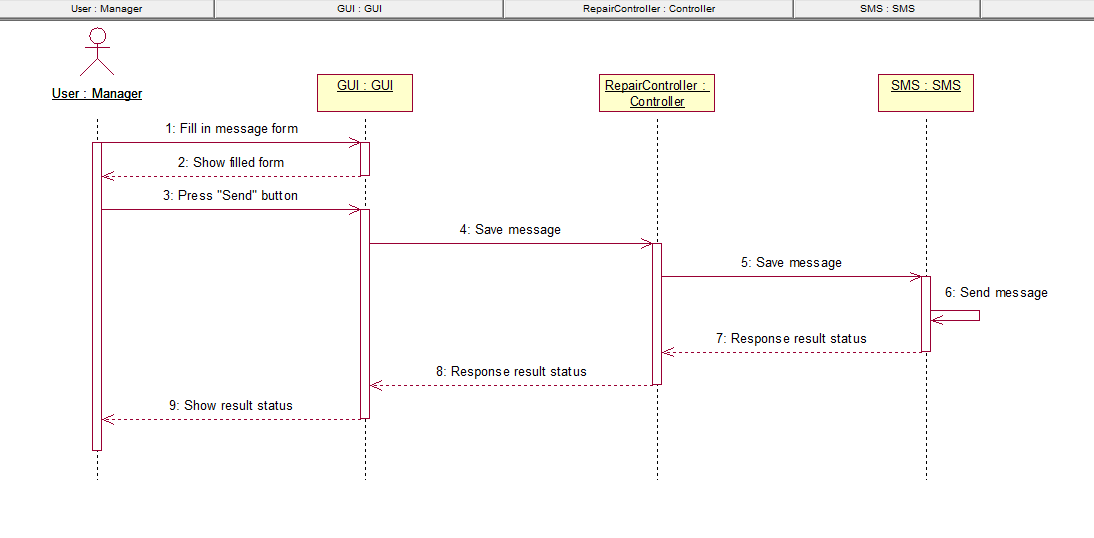 User : Manager
GUI : GUI
RepairController : Controller
SMS : SMS
User : Manager
GUI : GUI
RepairController :
Controller
SMS : SMS
1: Fill in message form
2: Show filled form
3: Press "Send" button
4: Save message
5: Save message
6: Send message
7: Response result status
8: Response result status
9: Show result status